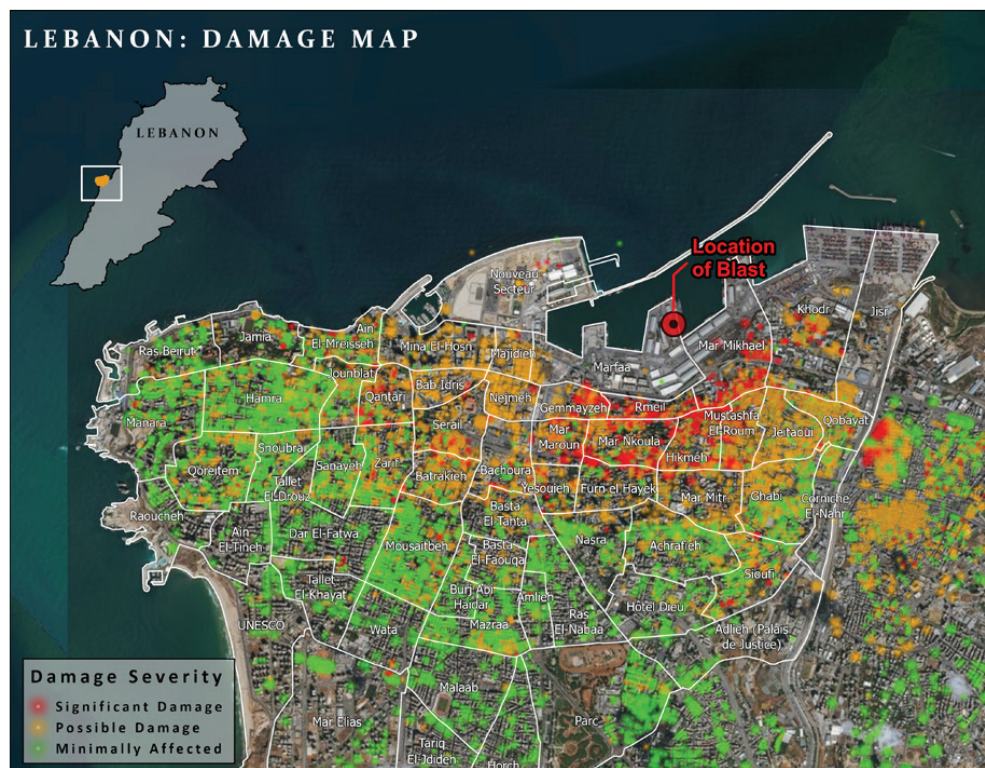 LEBANON: DAMAGE MAP
LEBANON
Location
of Blast
Nouveau
Secteur
Khodr
Jisr
Ain
El-Mreisseh
Jamia
Ras Beirut
Mina El-Hosn
Majidieh
Marfaa
Mar Mikhael
Jounblat
Qantari
Bab Idris
Nejmeh
Gemmayzeh
Rmeil
Mustashfa
El-Roum
Jeitaoui
Qobayat
Hamra
Manara
Serail
Mar
Maroun
Mar Nkoula
Hikmeh
Snoubra
Qoreitem
Sanayeh
Zarif
Batrakieh
Bachoura
Yesouieh
Furn el Hayek
Mar Mitr
Ghabi
Corniche
El-Nahr
Tallet
El-Drouz
Raoucheh
Basta
El-Tahta
Ain
El-Tineh
Dar El-Fatwa
Mousaitbeh
Basta
El-Faouqa
Nasra
Achrafieh
Sioufi
Tallet
El-Khayat
Burj Abi
Haidar
Amlieh
Mazraa
Ras
El-Nabaa
Hotel Dieu
Adlieh (Palais
de Justice)
UNESCO
Wata
Malaab
Mar Elias
Parc
Tariq
El-Jdideh
Horch
Damage Severity
Significant Damage
Possible Damage
Minimally Affected